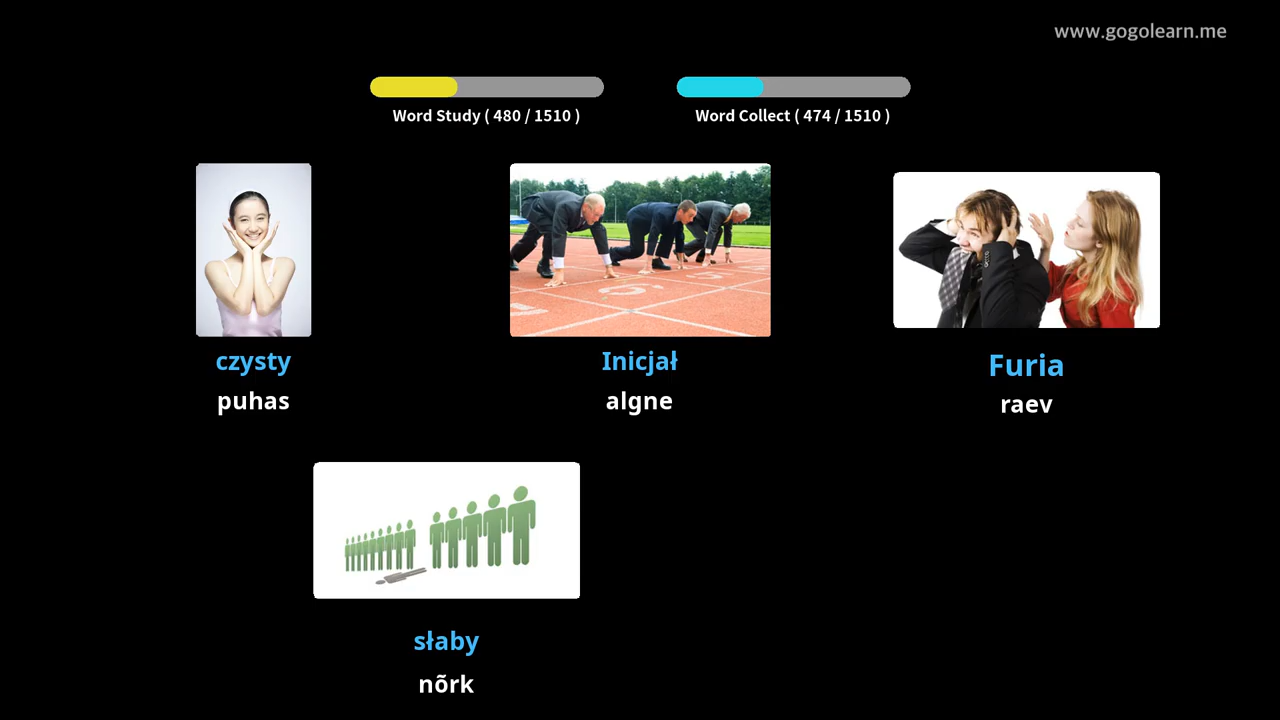 www.gogolearn.me
Word Study ( 480 / 1510 )
Word Collect ( 474 / 1510 )
czysty
puhas
Inicjał
algne
Furia
raev
słaby
nõrk